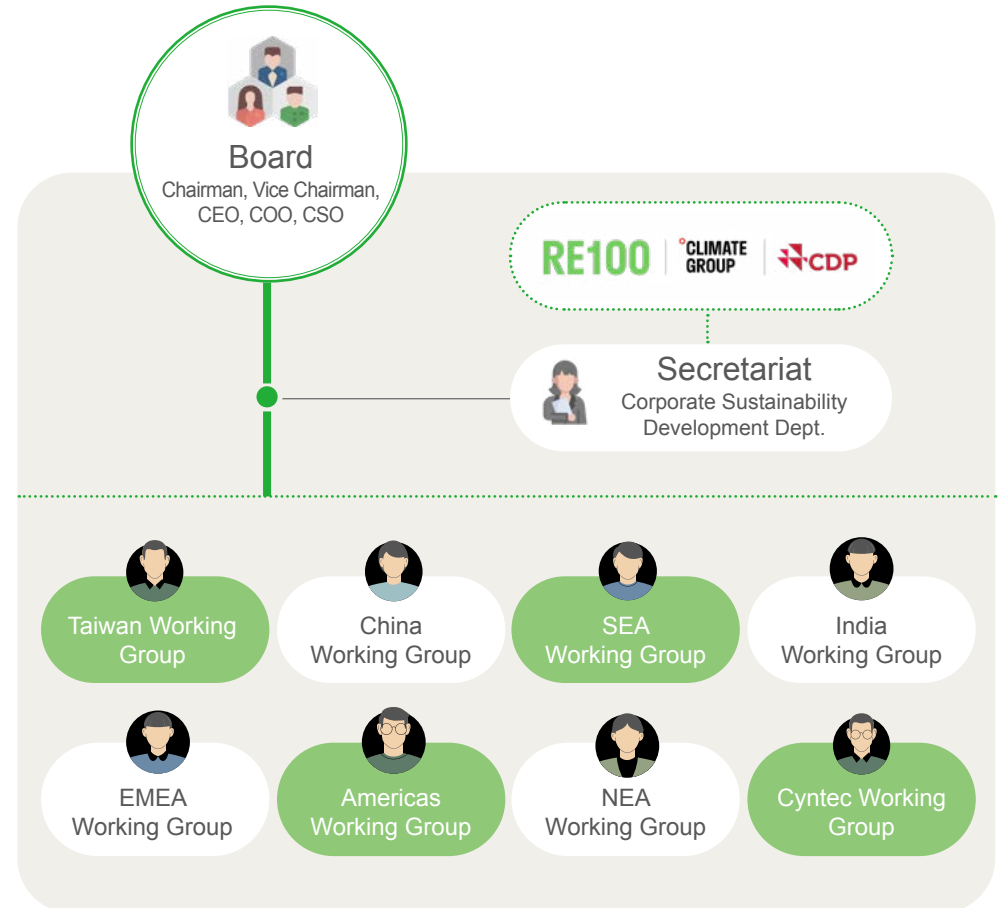 Board
Chairman, Vice Chairman,
CEO, COO, CSO
RE100
°CLIMATE
GROUP
CDP
Secretariat
Corporate Sustainability
Development Dept.
Taiwan Working
Group
China
Working Group
SEA
Working Group
India
Working Group
EMEA
Working Group
Americas
Working Group
NEA
Working Group
Cyntec Working
Group